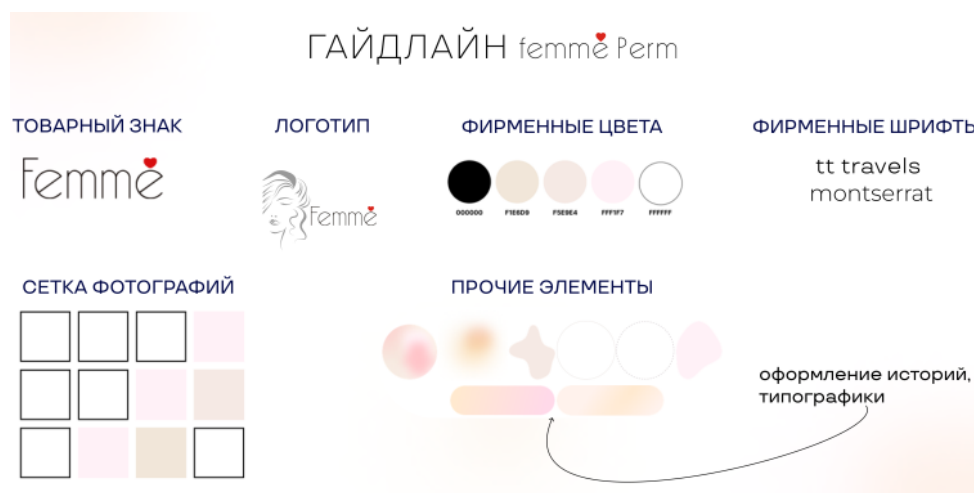 ГАЙДЛАЙН femme Perm
ТОВАРНЫЙ ЗНАК
ЛОГОТИП
ФИРМЕННЫЕ ЦВЕТА
ФИРМЕННЫЕ ШРИФТЫ
Femme
Femme
000000 F1E6D9 F5E9E4 FFF1F7 FFFFFF
tt travels
montserrat
СЕТКА ФОТОГРАФИЙ
ПРОЧИЕ ЭЛЕМЕНТЫ
оформление историй,
типографики